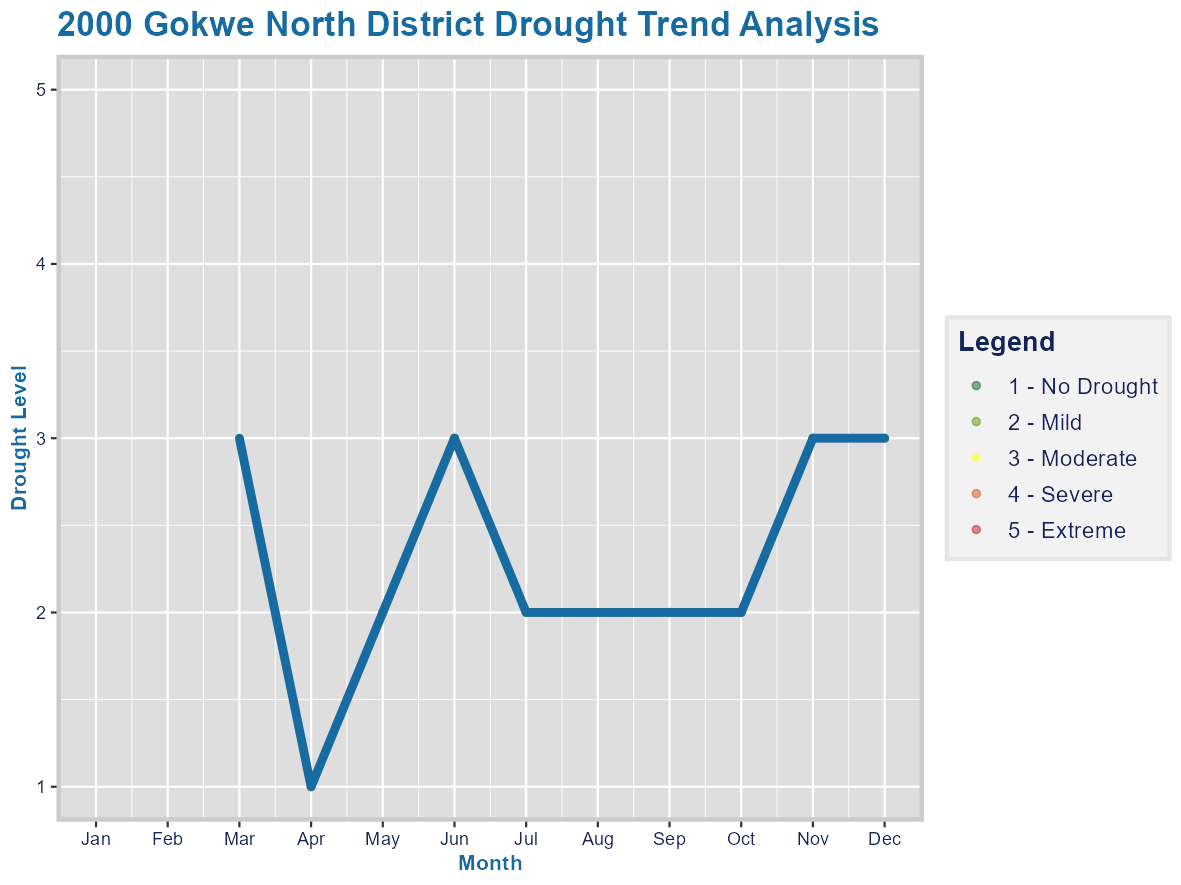 2000 Gokwe North District Drought Trend Analysis
Drought Level
5
4
3
2
1
Jan Feb Mar Apr May Jun Jul Aug Sep Oct Nov Dec
Month
Legend
1 - No Drought
2 - Mild
3 - Moderate
4 - Severe
5 - Extreme